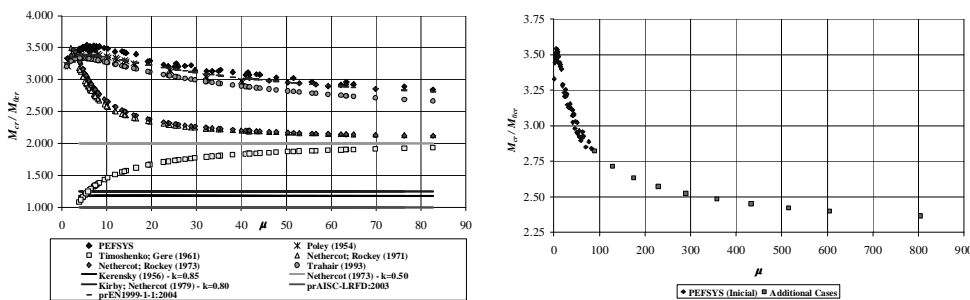 4.000
3.500
3.000
2.500
2.000
1.500
1.000
M_cr / M_0cr
0 10 20 30 40 50 60 70 80 90
μ
PEFSYS Poley (1954)
Timoshenko; Gere (1961) Nethercot; Rockey (1971)
Nethercot; Rockey (1973) Trahair (1993)
Kerensky (1956) - k=0.85 Nethercot (1973) - k=0.50
Kirby; Nethercot (1979) - k=0.80 prAISC-LRFD:2003
prEN1999-1-1:2004
3.75
3.50
3.25
3.00
2.75
2.50
2.25
M_cr / M_0cr
0 100 200 300 400 500 600 700 800 900
μ
PEFSYS (Inicial) Additional Cases